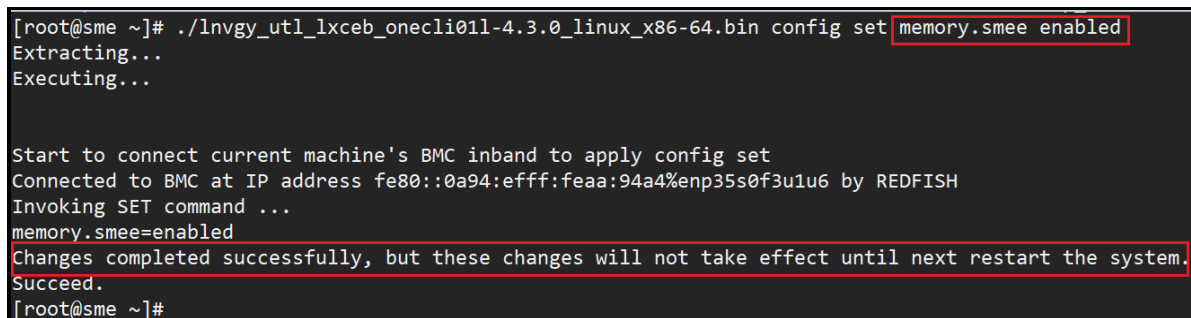 [root@sme ~]# ./lnvgy_utl_lxceb_onecli01l-4.3.0_linux_x86-64.bin config set memory.smee enabled
Extracting...
Executing...
Start to connect current machine's BMC inband to apply config set
Connected to BMC at IP address fe80::0a94:efff:feaa:94a4%enp35s0f3u1u6 by REDFISH
Invoking SET command ...
memory.smee=enabled
Changes completed successfully, but these changes will not take effect until next restart the system.
Succeed.
[root@sme ~]#